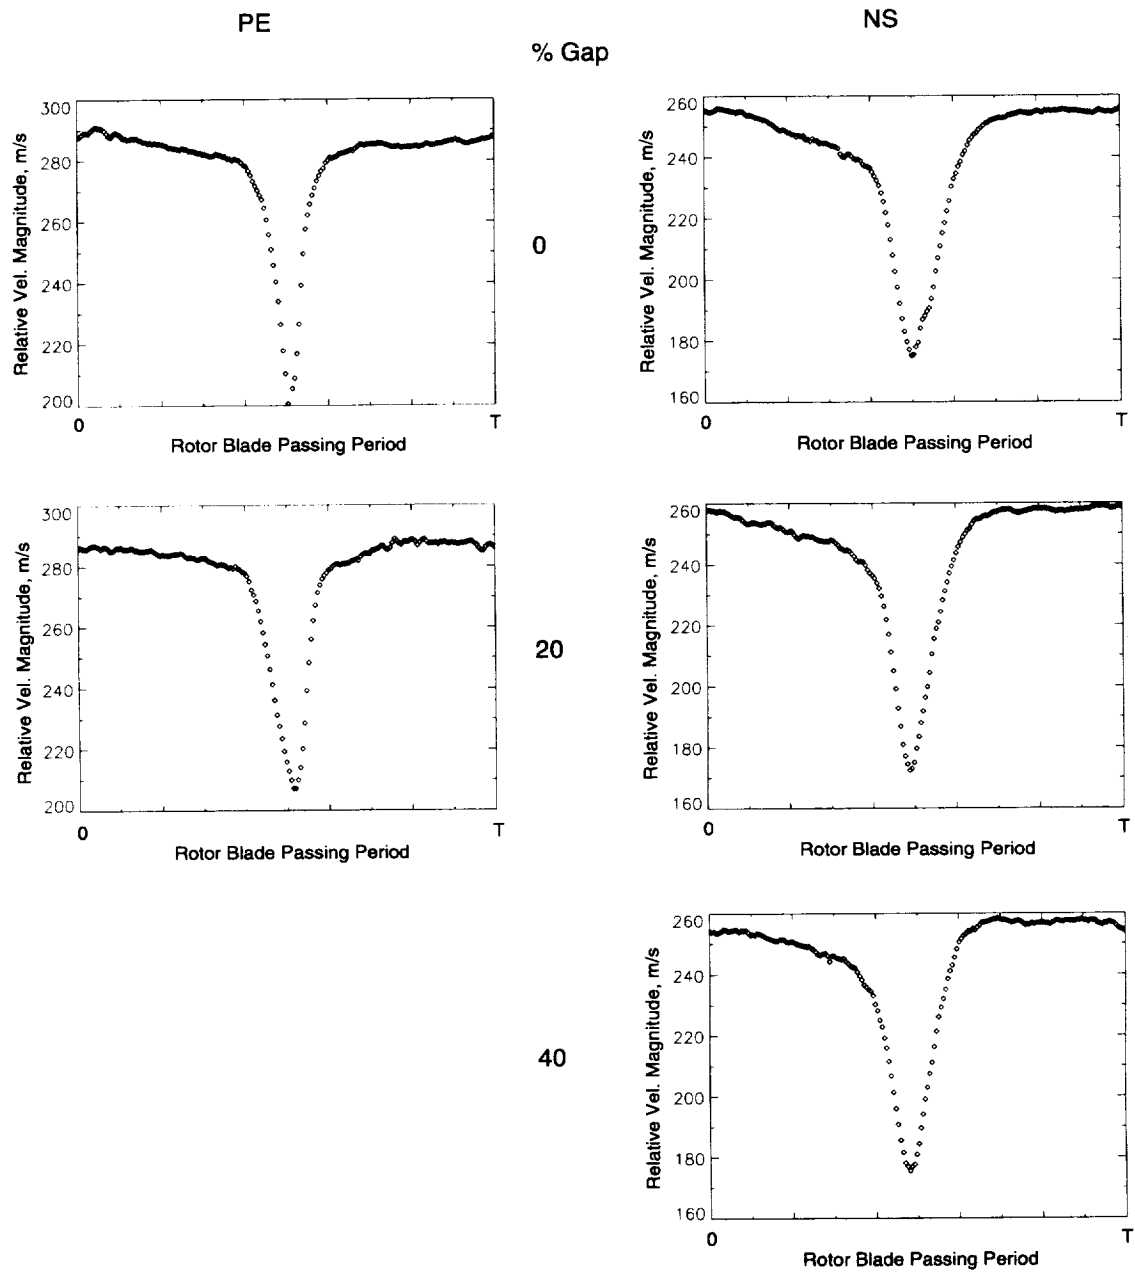 PE
NS
% Gap
300
280
260
240
220
200
Relative Vel. Magnitude, m/s
0
T
Rotor Blade Passing Period
0
260
240
220
200
180
160
Relative Vel. Magnitude, m/s
0
T
Rotor Blade Passing Period
300
280
260
240
220
200
Relative Vel. Magnitude, m/s
0
T
Rotor Blade Passing Period
20
260
240
220
200
180
160
Relative Vel. Magnitude, m/s
0
T
Rotor Blade Passing Period
40
260
240
220
200
180
160
Relative Vel. Magnitude, m/s
0
T
Rotor Blade Passing Period